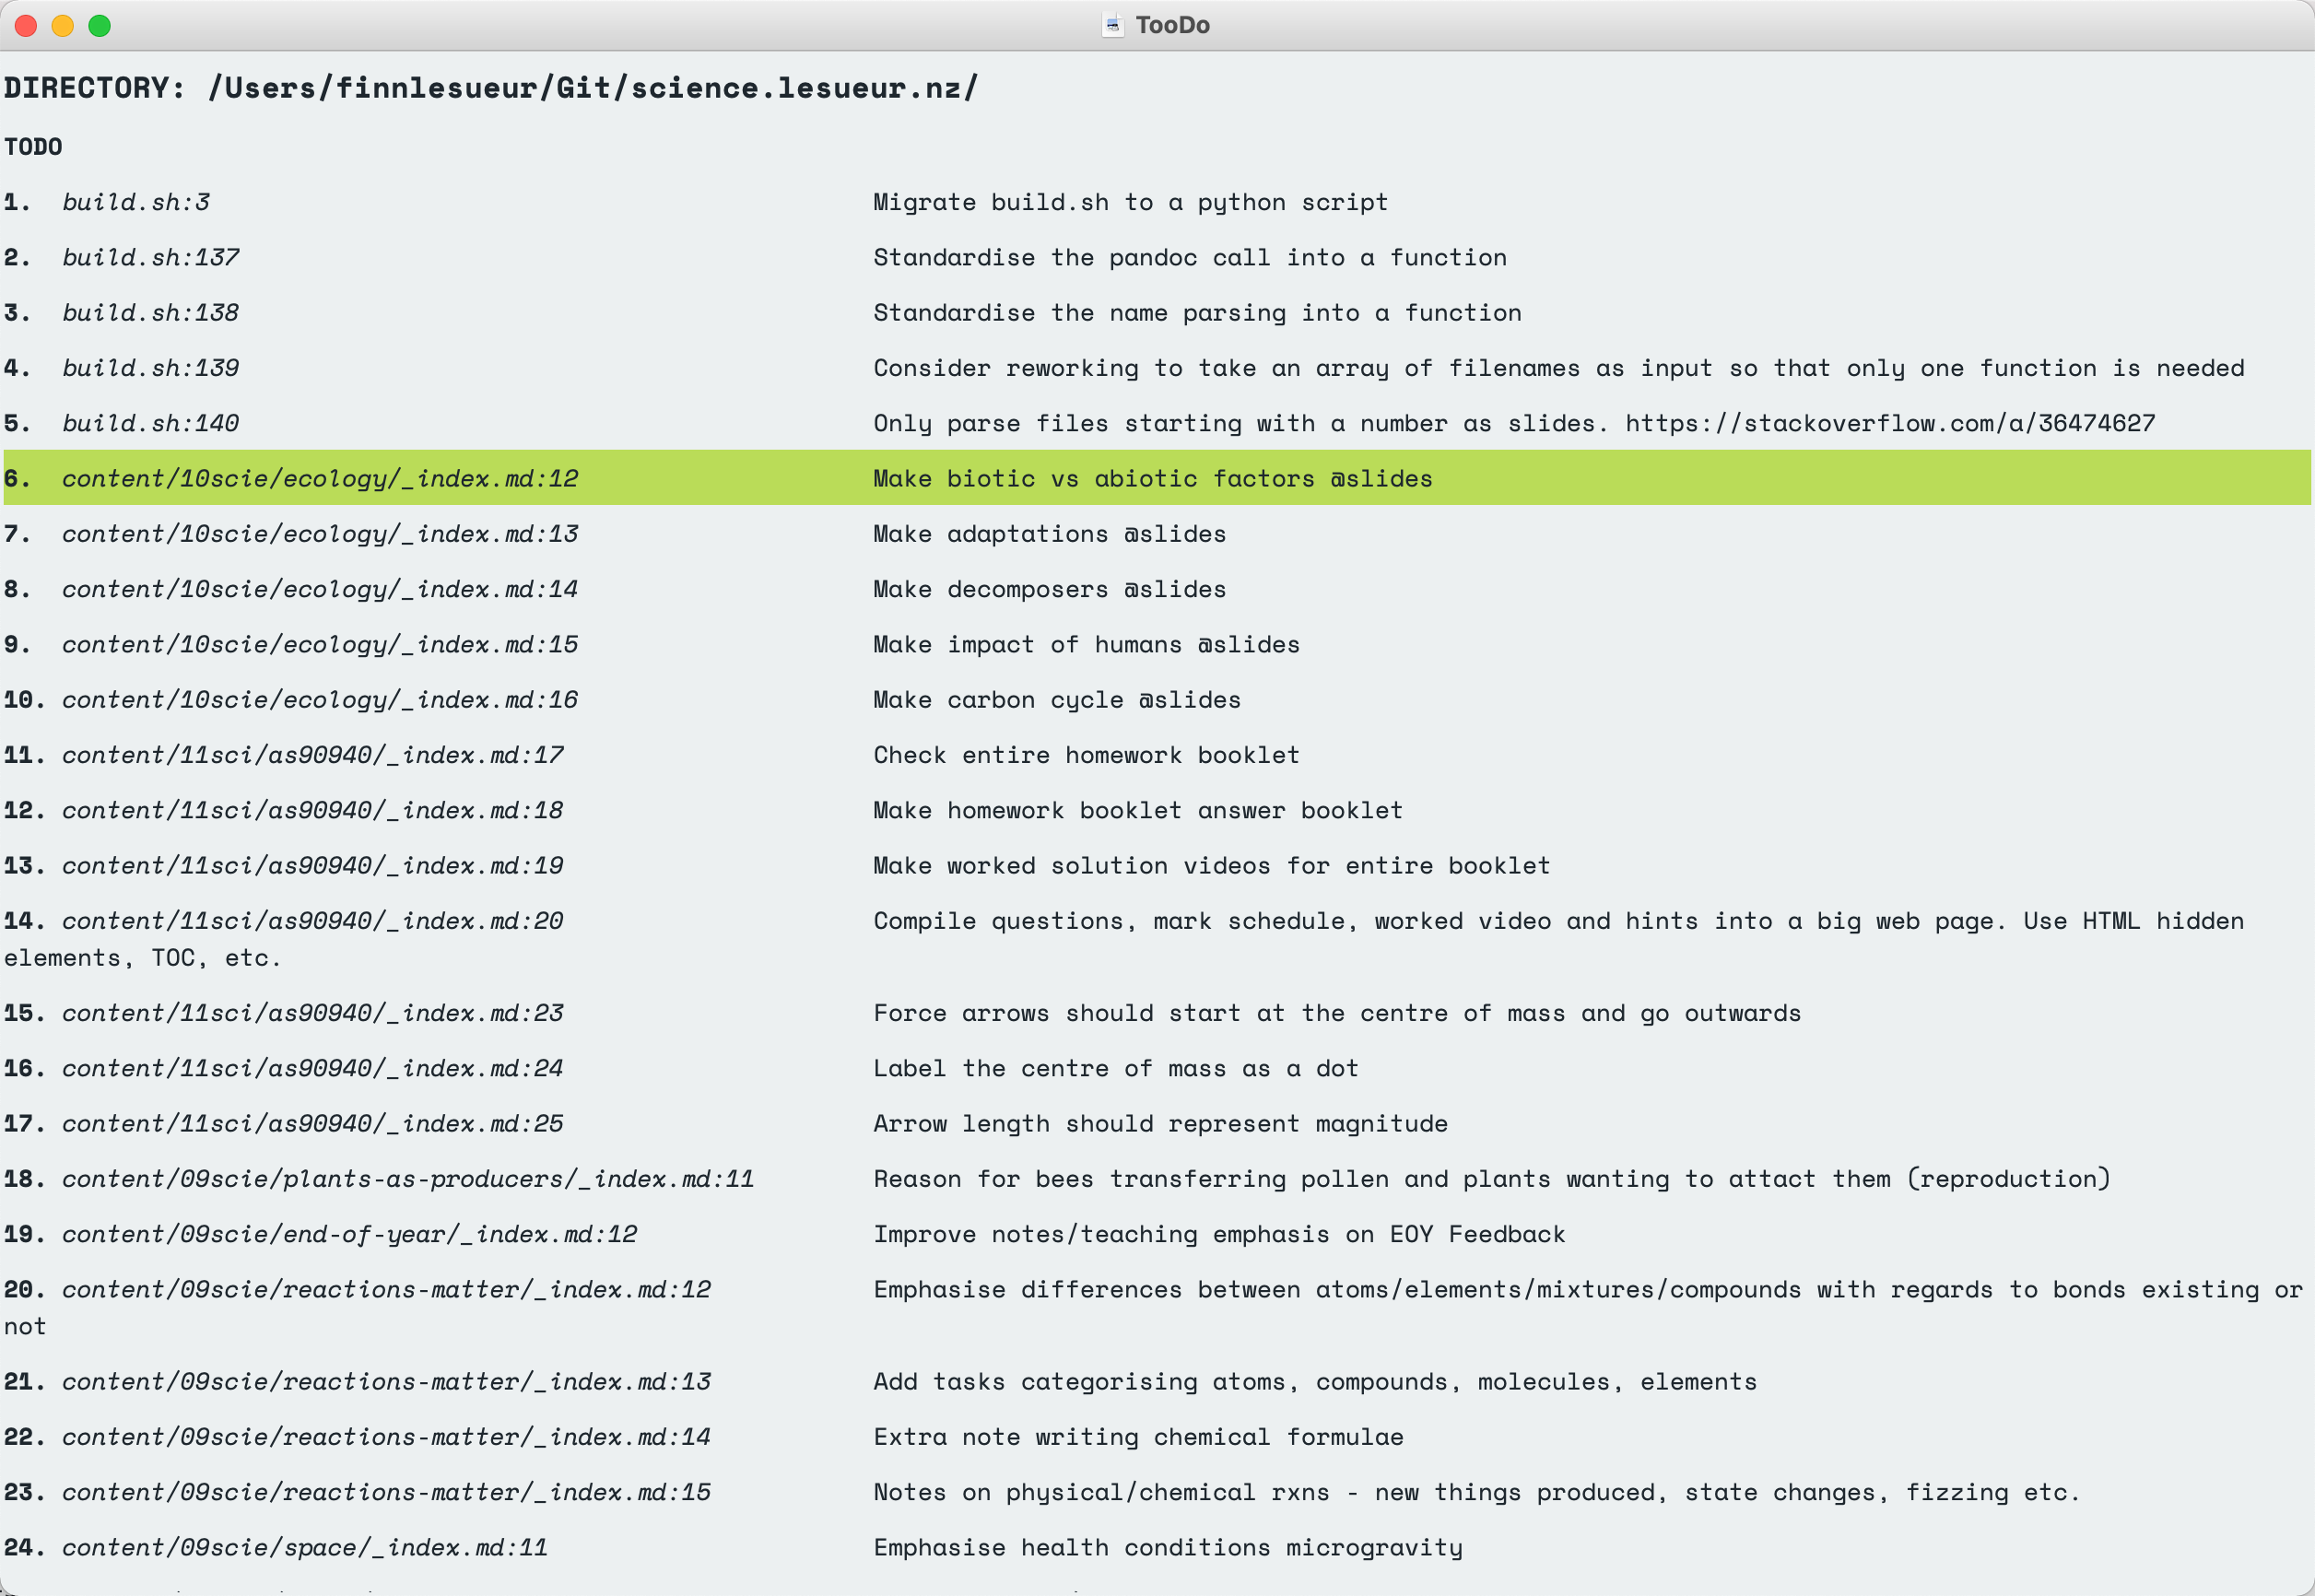 TooDo
DIRECTORY: /Users/finnlesueur/Git/science.lesueur.nz/
TODO
1. build.sh:3 Migrate build.sh to a python script
2. build.sh:137 Standardise the pandoc call into a function
3. build.sh:138 Standardise the name parsing into a function
4. build.sh:139 Consider reworking to take an array of filenames as input so that only one function is needed
5. build.sh:140 Only parse files starting with a number as slides. https://stackoverflow.com/a/36474627
6. content/10scie/ecology/_index.md:12 Make biotic vs abiotic factors @slides
7. content/10scie/ecology/_index.md:13 Make adaptations @slides
8. content/10scie/ecology/_index.md:14 Make decomposers @slides
9. content/10scie/ecology/_index.md:15 Make impact of humans @slides
10. content/10scie/ecology/_index.md:16 Make carbon cycle @slides
11. content/11sci/as90940/_index.md:17 Check entire homework booklet
12. content/11sci/as90940/_index.md:18 Make homework booklet answer booklet
13. content/11sci/as90940/_index.md:19 Make worked solution videos for entire booklet
14. content/11sci/as90940/_index.md:20 Compile questions, mark schedule, worked video and hints into a big web page. Use HTML hidden
elements, TOC, etc.
15. content/11sci/as90940/_index.md:23 Force arrows should start at the centre of mass and go outwards
16. content/11sci/as90940/_index.md:24 Label the centre of mass as a dot
17. content/11sci/as90940/_index.md:25 Arrow length should represent magnitude
18. content/09scie/plants-as-producers/_index.md:11 Reason for bees transferring pollen and plants wanting to attact them (reproduction)
19. content/09scie/end-of-year/_index.md:12 Improve notes/teaching emphasis on EOY Feedback
20. content/09scie/reactions-matter/_index.md:12 Emphasise differences between atoms/elements/mixtures/compounds with regards to bonds existing or
not
21. content/09scie/reactions-matter/_index.md:13 Add tasks categorising atoms, compounds, molecules, elements
22. content/09scie/reactions-matter/_index.md:14 Extra note writing chemical formulae
23. content/09scie/reactions-matter/_index.md:15 Notes on physical/chemical rxns - new things produced, state changes, fizzing etc.
24. content/09scie/space/_index.md:11 Emphasise health conditions microgravity